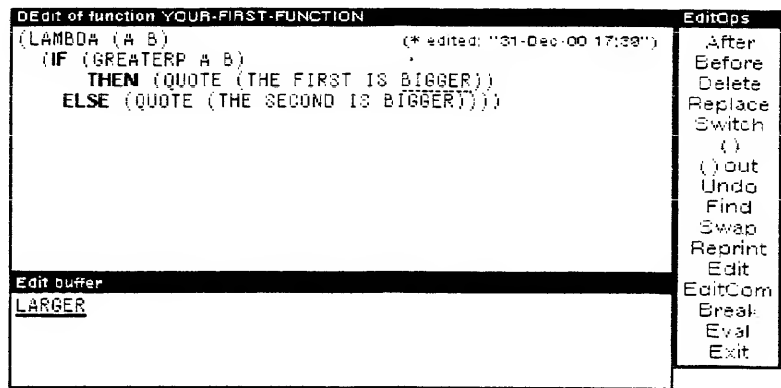 DEdit of function YOUR-FIRST-FUNCTION
(LAMBDA (A B) (* edited: "31-Dec-00 17:39")
(IF (GREATERP A B)
THEN (QUOTE (THE FIRST IS BIGGER))
ELSE (QUOTE (THE SECOND IS BIGGER))))
Edit buffer
LARGER
EditOps
After
Before
Delete
Replace
Switch
( )
( ) out
Undo
Find
Swap
Reprint
Edit
EditCom
Break
Eval
Exit